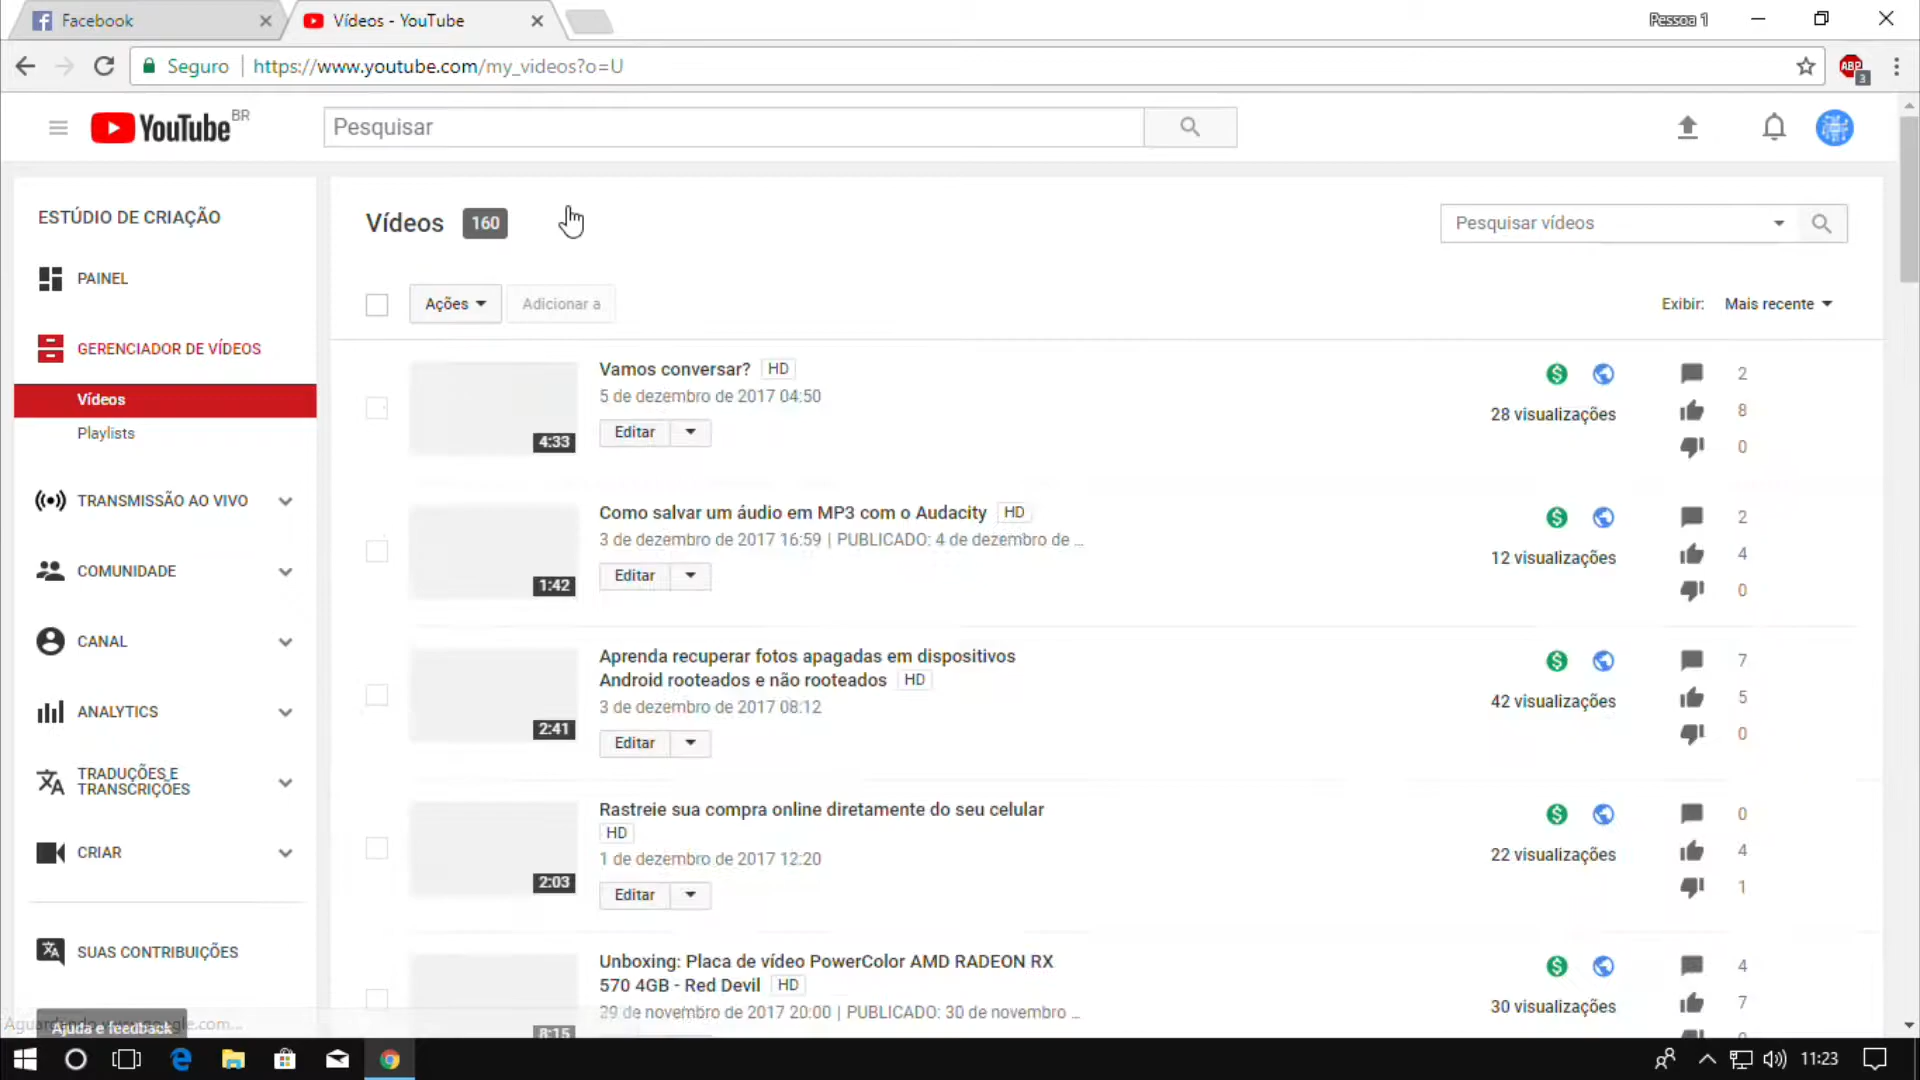 Facebook
Vídeos - YouTube
Pessoa 1
Seguro
https://www.youtube.com/my_videos?o=U
ABP
3
YouTube BR
Pesquisar
ESTÚDIO DE CRIAÇÃO
PAINEL
GERENCIADOR DE VÍDEOS
Vídeos
Playlists
TRANSMISSÃO AO VIVO
COMUNIDADE
CANAL
ANALYTICS
TRADUÇÕES E
TRANSCRIÇÕES
CRIAR
SUAS CONTRIBUIÇÕES
Ajuda e feedback
Vídeos 160
Pesquisar vídeos
Ações
Adicionar a
Exibir: Mais recente
Vamos conversar? HD
5 de dezembro de 2017 04:50
Editar
4:33
28 visualizações
2
8
0
Como salvar um áudio em MP3 com o Audacity HD
3 de dezembro de 2017 16:59 | PUBLICADO: 4 de dezembro de ...
Editar
1:42
12 visualizações
2
4
0
Aprenda recuperar fotos apagadas em dispositivos
Android rooteados e não rooteados HD
3 de dezembro de 2017 08:12
Editar
2:41
42 visualizações
7
5
0
Rastreie sua compra online diretamente do seu celular
HD
1 de dezembro de 2017 12:20
Editar
2:03
22 visualizações
0
4
1
Unboxing: Placa de vídeo PowerColor AMD RADEON RX
570 4GB - Red Devil HD
29 de novembro de 2017 20:00 | PUBLICADO: 30 de novembro ...
8:15
30 visualizações
4
7
11:23